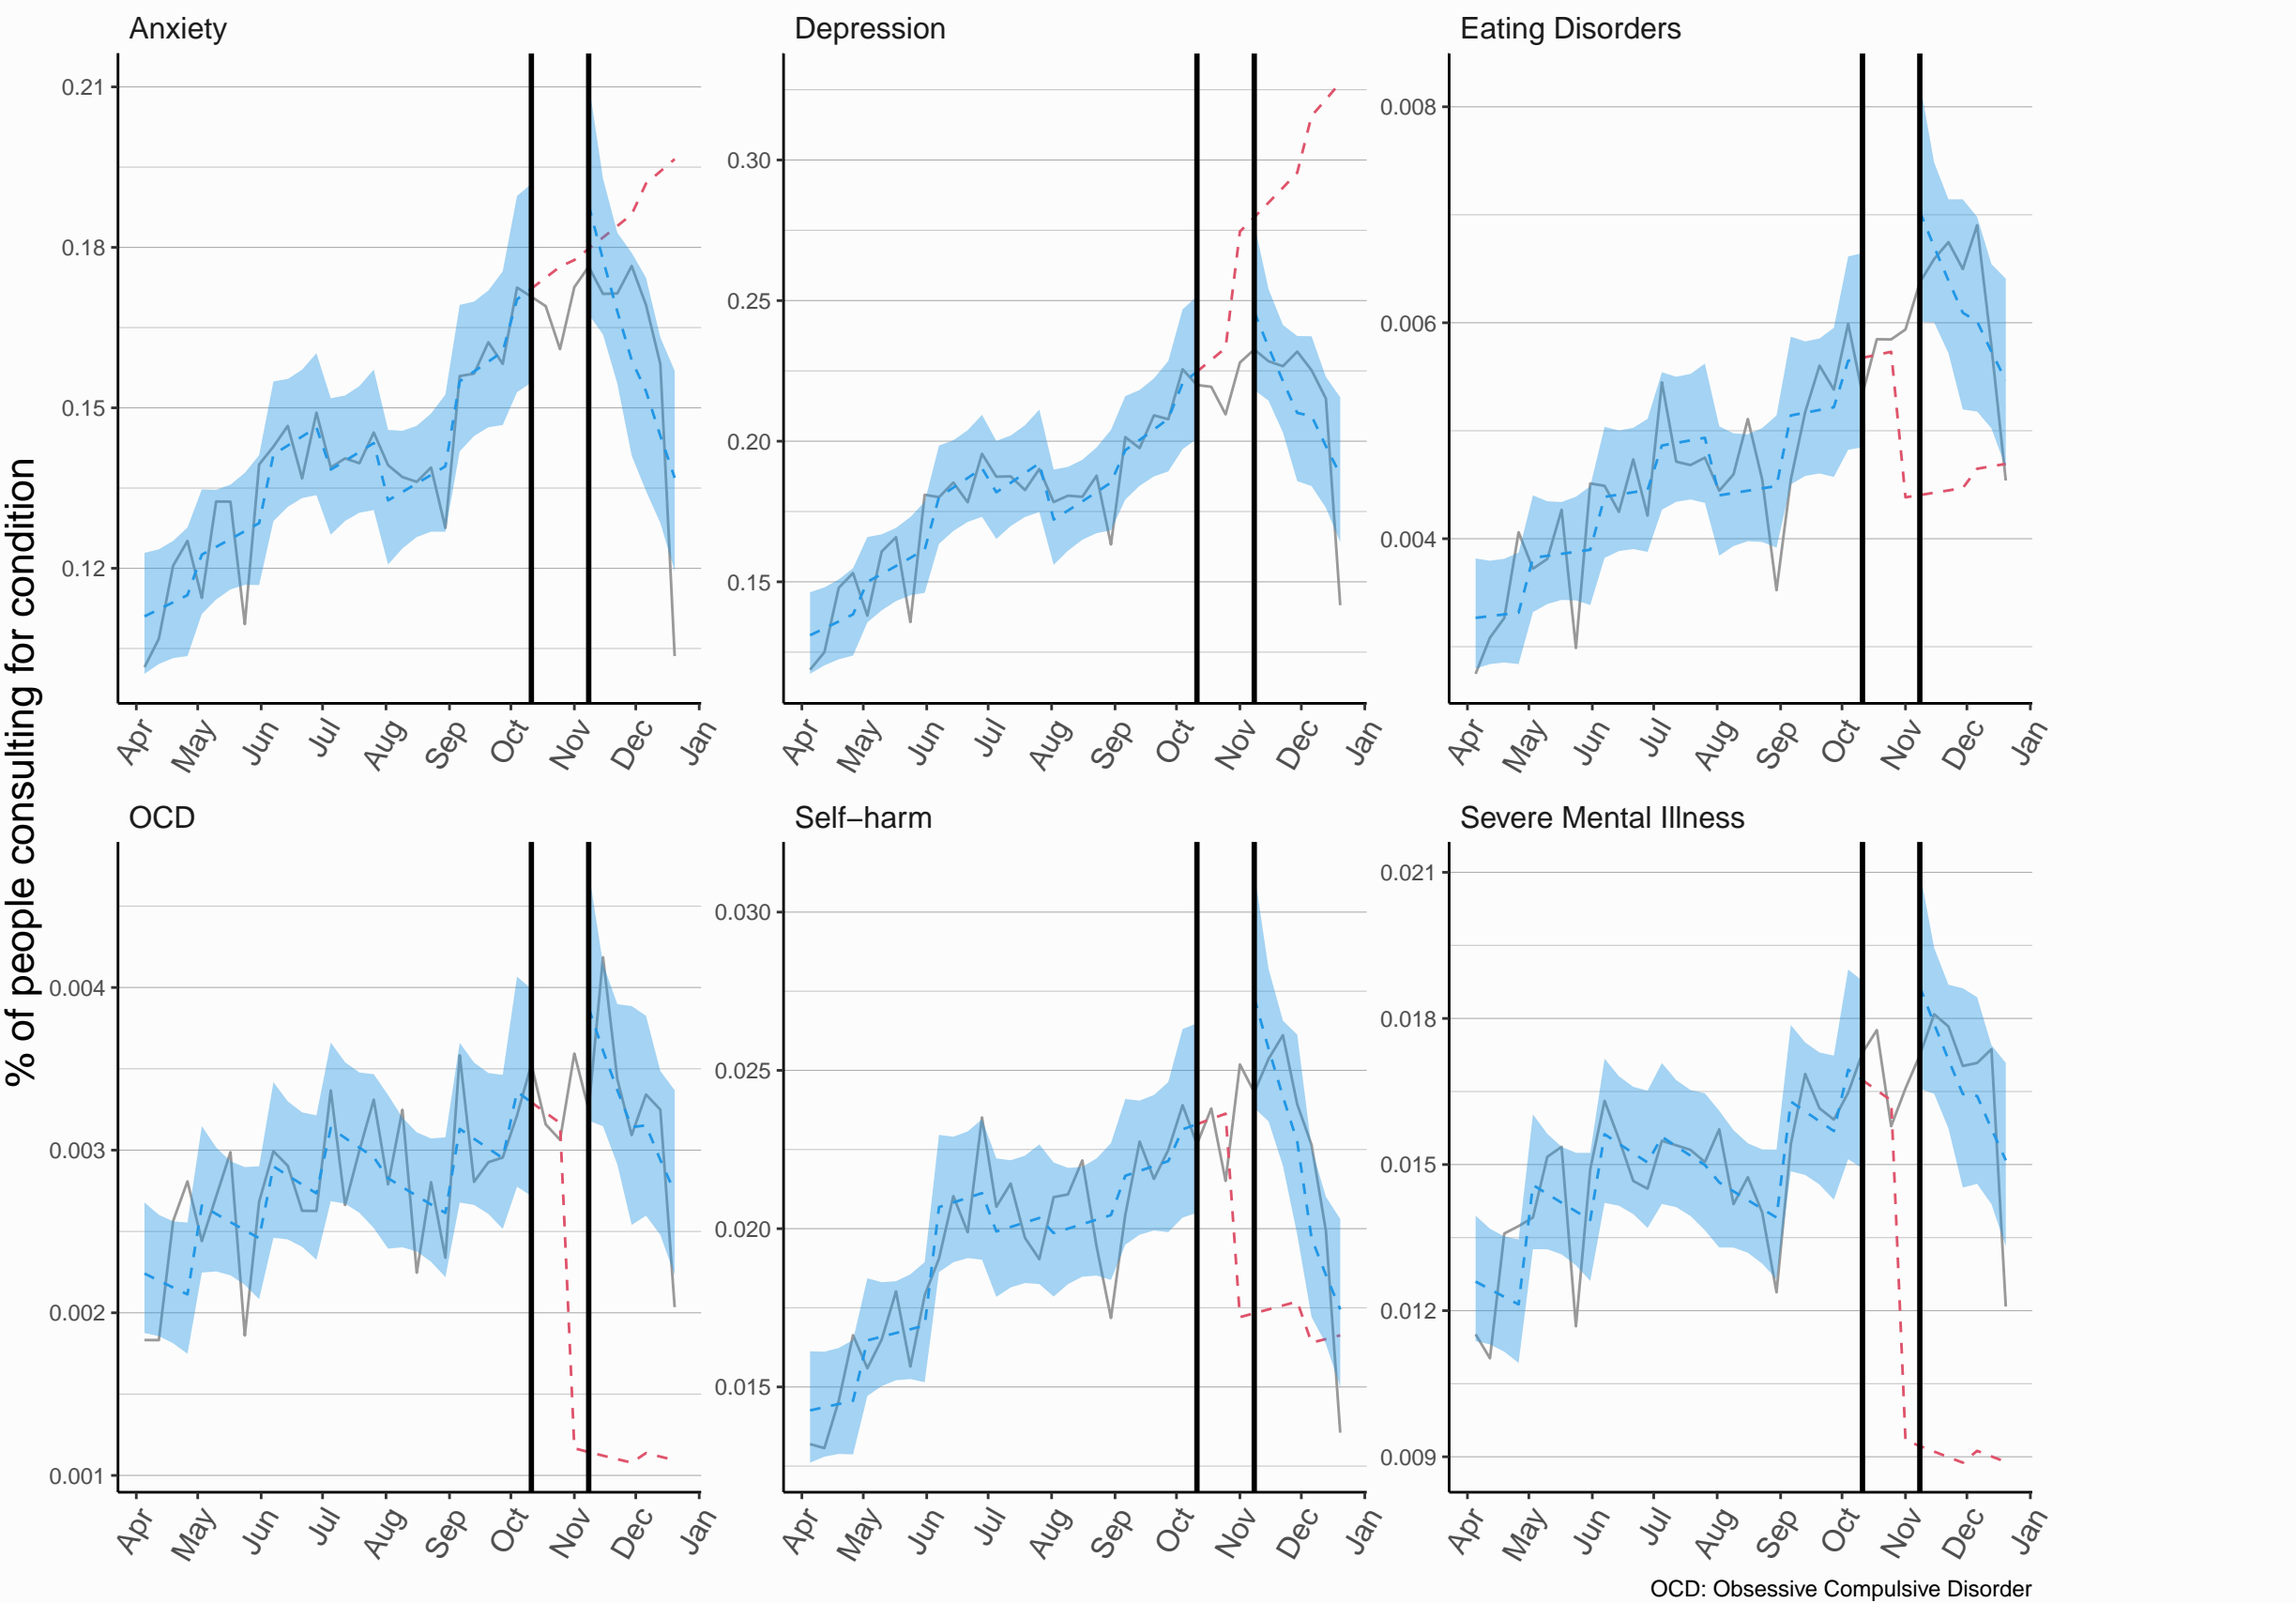 Anxiety
Depression
Eating Disorders
% of people consulting for condition
0.21
0.18
0.15
0.12
Apr May Jun Jul Aug Sep Oct Nov Dec Jan
0.30
0.25
0.20
0.15
Apr May Jun Jul Aug Sep Oct Nov Dec Jan
0.008
0.006
0.004
Apr May Jun Jul Aug Sep Oct Nov Dec Jan
OCD
Self−harm
Severe Mental Illness
0.004
0.003
0.002
0.001
Apr May Jun Jul Aug Sep Oct Nov Dec Jan
0.030
0.025
0.020
0.015
Apr May Jun Jul Aug Sep Oct Nov Dec Jan
0.021
0.018
0.015
0.012
0.009
Apr May Jun Jul Aug Sep Oct Nov Dec Jan
OCD: Obsessive Compulsive Disorder